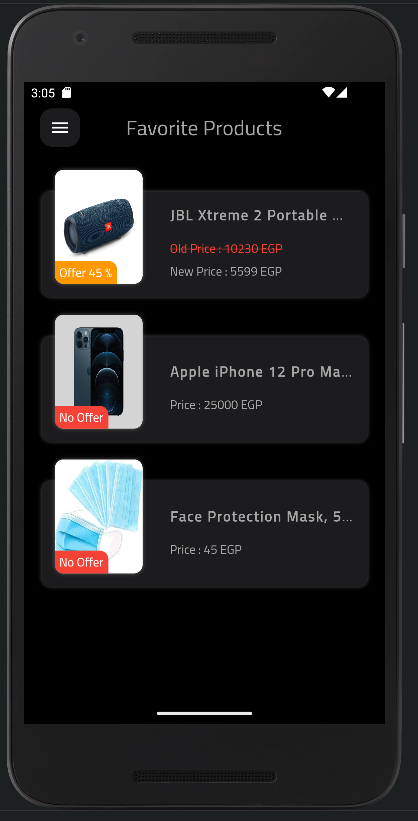 3:05
Favorite Products
JBL Xtreme 2 Portable ...
Old Price : 10230 EGP
New Price : 5599 EGP
Offer 45 %
Apple iPhone 12 Pro Ma...
Price : 25000 EGP
No Offer
Face Protection Mask, 5...
Price : 45 EGP
No Offer